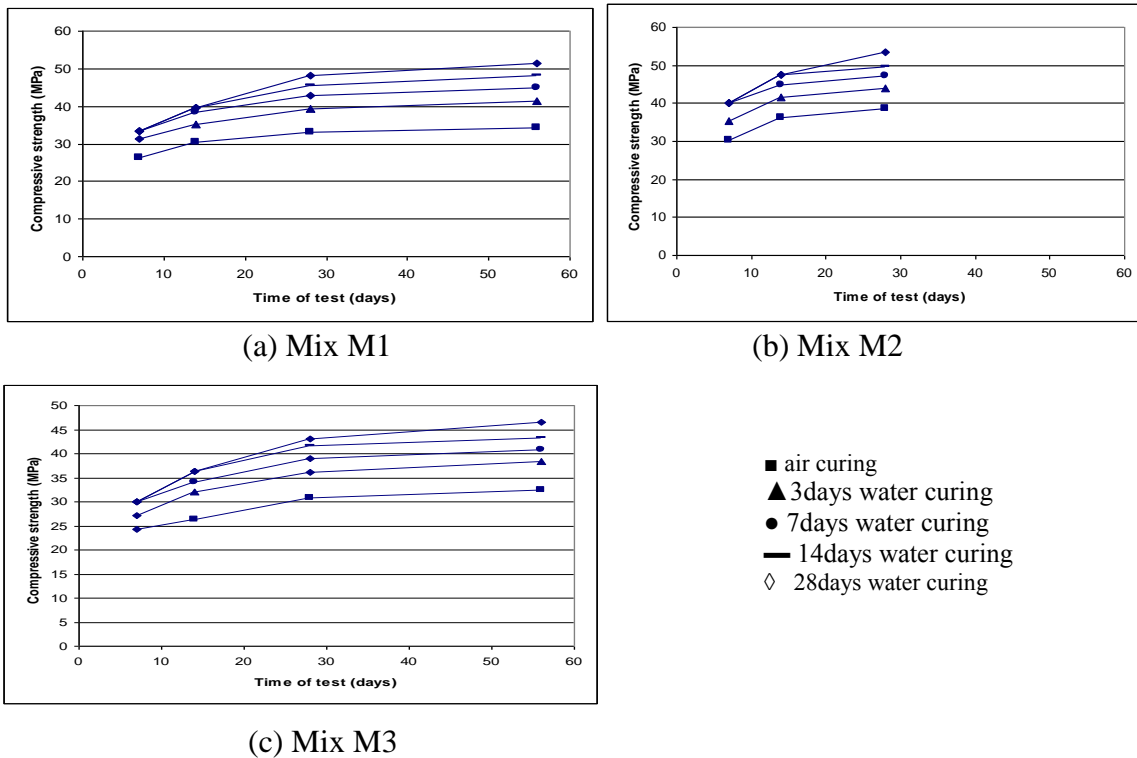 Compressive strength (MPa)
60
50
40
30
20
10
0
0 10 20 30 40 50 60
Time of test (days)
(a) Mix M1
Compressive strength (MPa)
60
50
40
30
20
10
0
0 10 20 30 40 50 60
Time of test (days)
(b) Mix M2
Compressive strength (MPa)
50
45
40
35
30
25
20
15
10
5
0
0 10 20 30 40 50 60
Time of test (days)
(c) Mix M3
■ air curing
▲ 3days water curing
● 7days water curing
— 14days water curing
◊ 28days water curing